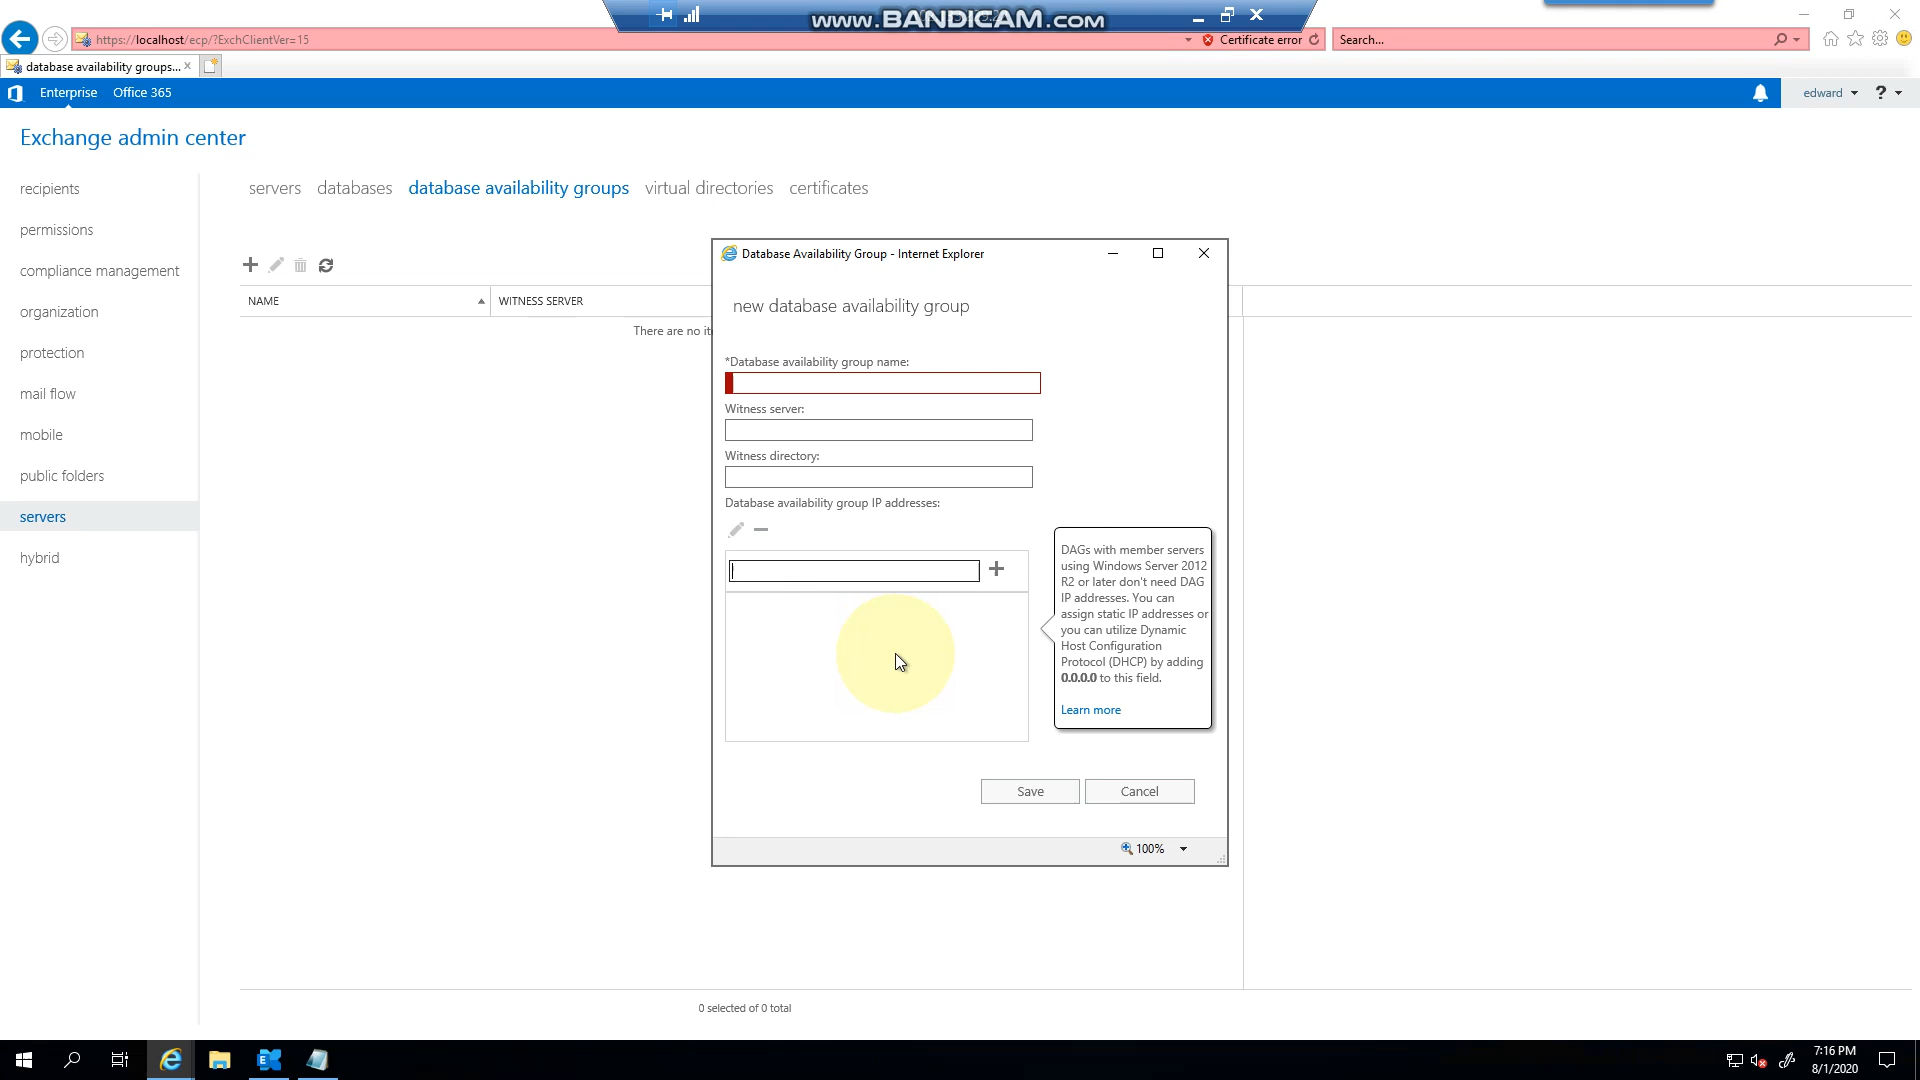 www.BANDICAM.com
https://localhost/ecp/?ExchClientVer=15
Certificate error
Search...
database availability groups...
Enterprise
Office 365
edward
?
Exchange admin center
recipients
permissions
compliance management
organization
protection
mail flow
mobile
public folders
servers
hybrid
servers
databases
database availability groups
virtual directories
certificates
NAME
WITNESS SERVER
There are no it
Database Availability Group - Internet Explorer
new database availability group
*Database availability group name:
Witness server:
Witness directory:
Database availability group IP addresses:
DAGs with member servers
using Windows Server 2012
R2 or later don't need DAG
IP addresses. You can
assign static IP addresses or
you can utilize Dynamic
Host Configuration
Protocol (DHCP) by adding
0.0.0.0 to this field.
Learn more
Save
Cancel
100%
0 selected of 0 total
7:16 PM
8/1/2020